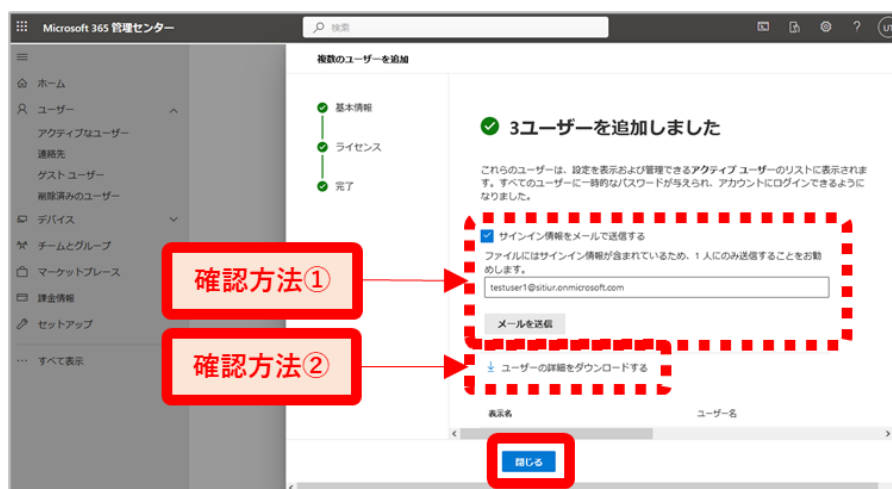 Microsoft 365 管理センター
検索
ホーム
ユーザー
アクティブなユーザー
連絡先
ゲスト ユーザー
削除済みのユーザー
デバイス
チームとグループ
マーケットプレース
課金情報
セットアップ
すべて表示
複数のユーザーを追加
基本情報
ライセンス
完了
3ユーザーを追加しました
これらのユーザーは、設定を表示および管理できるアクティブ ユーザーのリストに表示されま
す。すべてのユーザーに一時的なパスワードが与えられ、アカウントにログインできるように
なりました。
確認方法①
サインイン情報をメールで送信する
ファイルにはサインイン情報が含まれているため、1 人にのみ送信することをお勧
めします。
testuser1@sitiur.onmicrosoft.com
メールを送信
確認方法②
ユーザーの詳細をダウンロードする
表示名 ユーザー名
閉じる